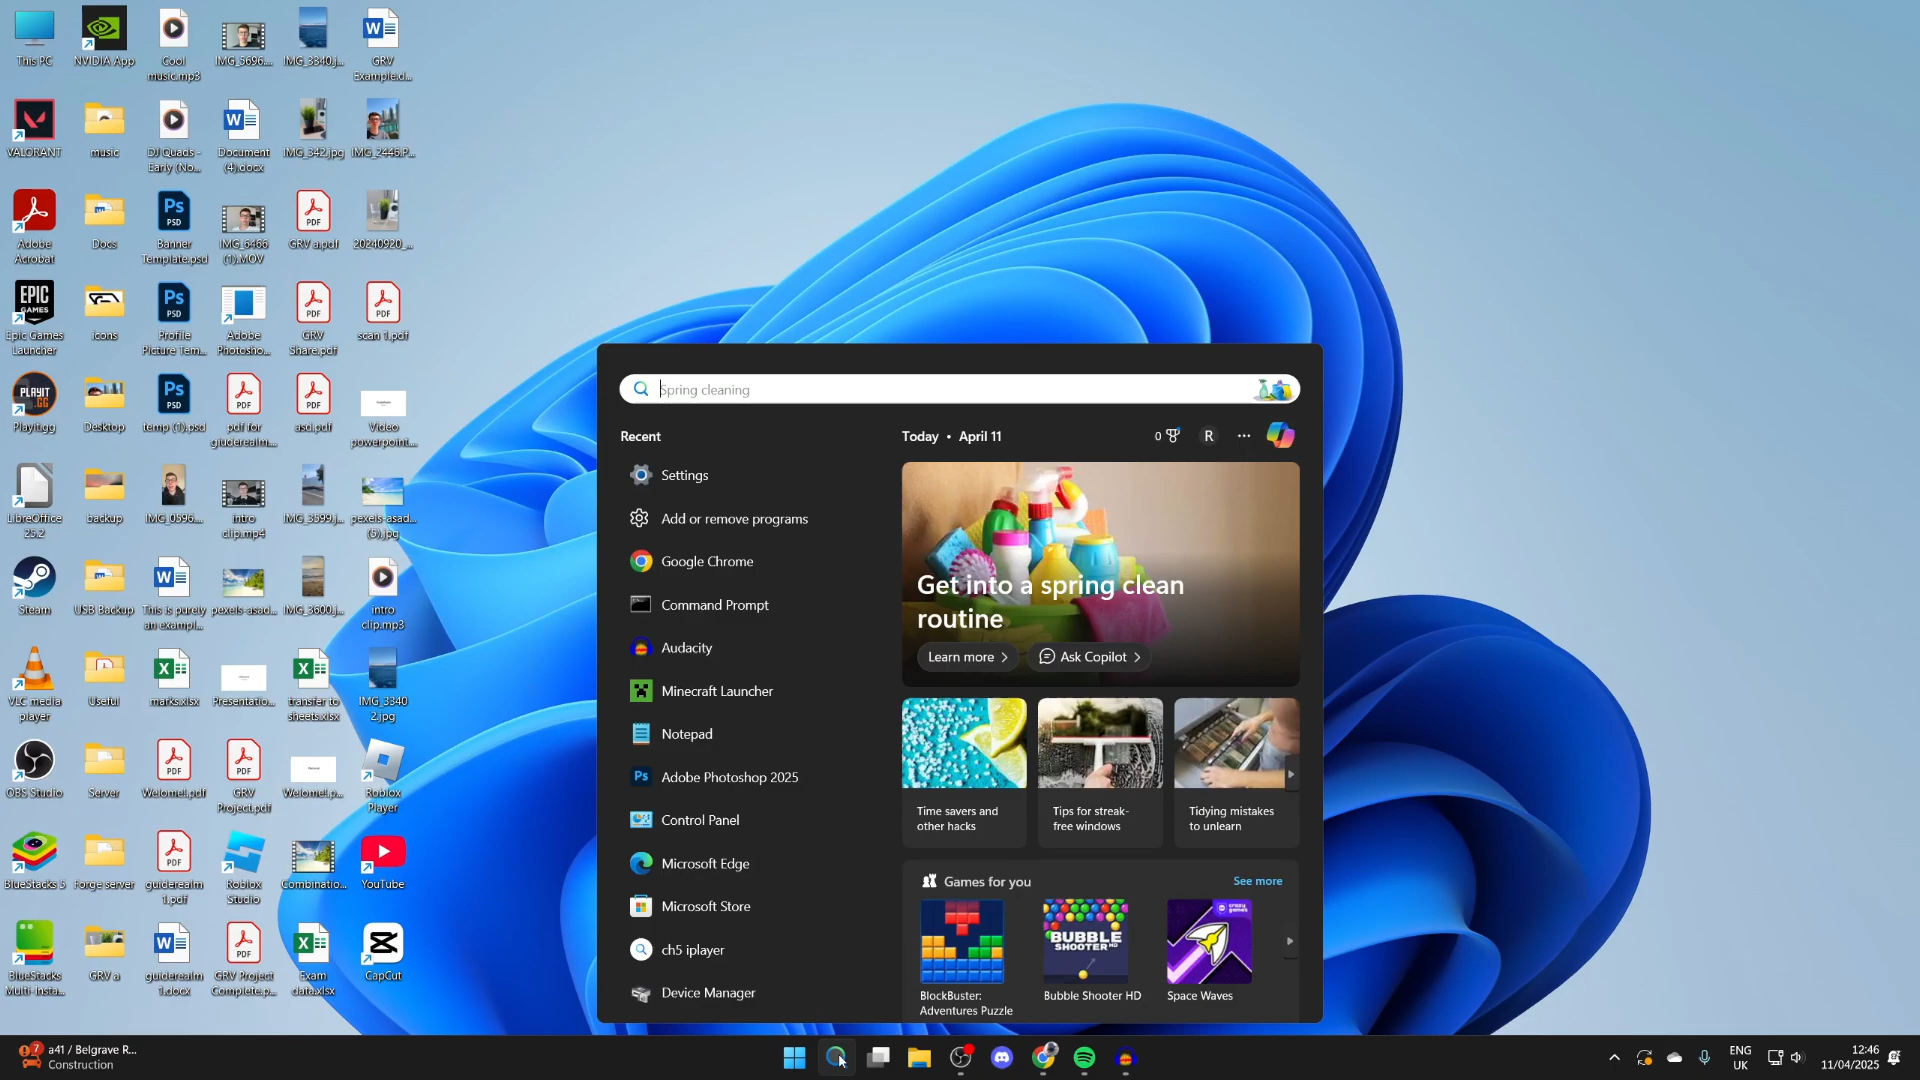 This PC
NVIDIA App
Cool
music.mp3
IMG_5696....
IMG_3340.j...
GRV
Example.d...
VALORANT
music
DJ Quads -
Early (No...
Document
(4).docx
IMG_342.jpg
IMG_2446.P...
Adobe
Acrobat
Docs
Banner
Template.psd
IMG_6466
(1).MOV
GRV a.pdf
20240920_...
Epic Games
Launcher
icons
Profile
Picture Tem...
Adobe
Photosho...
GRV
Share.pdf
scan 1.pdf
Playit.gg
Desktop
temp (1).psd
pdf for
giuderealm...
asd.pdf
Video
powerpoint...
LibreOffice
25.2
backup
IMG_0596....
intro
clip.mp4
IMG_3599.j...
pexels-asad...
(5).jpg
Steam
USB Backup
This is purely
an exampl...
pexels-asad...
IMG_3600.j...
intro
clip.mp3
VLC media
player
Useful
marks.xlsx
Presentatio...
transfer to
sheets.xlsx
IMG_3340
2.jpg
OBS Studio
Server
Welome!.pdf
GRV
Project.pdf
Welome!.p...
Roblox
Player
BlueStacks 5
Forge server
guiderealm
1.pdf
Roblox
Studio
Combinatio...
YouTube
BlueStacks
Multi-Insta...
GRV a
guiderealm
1.docx
GRV Project
Complete.p...
Exam
data.xlsx
CapCut
Spring cleaning
Recent
Settings
Add or remove programs
Google Chrome
Command Prompt
Audacity
Minecraft Launcher
Notepad
Adobe Photoshop 2025
Control Panel
Microsoft Edge
Microsoft Store
ch5 iplayer
Device Manager
Today • April 11
0
R
Get into a spring clean
routine
Learn more
Ask Copilot
Time savers and
other hacks
Tips for streak-
free windows
Tidying mistakes
to unlearn
Games for you
See more
BUBBLE
SHOOTER HD
crazy
games
BlockBuster:
Adventures Puzzle
Bubble Shooter HD
Space Waves
7
a41 / Belgrave R...
Construction
ENG
UK
12:46
11/04/2025